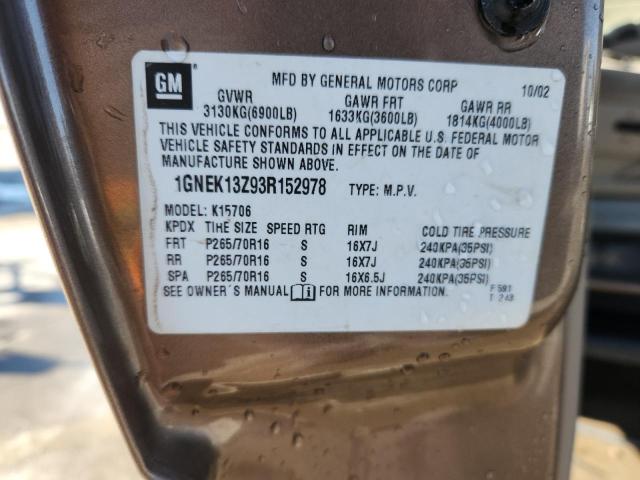 GM
MFD BY GENERAL MOTORS CORP 10/02
GVWR GAWR FRT GAWR RR
3130KG(6900LB) 1633KG(3600LB) 1814KG(4000LB)
THIS VEHICLE CONFORMS TO ALL APPLICABLE U.S. FEDERAL MOTOR
VEHICLE SAFETY STANDARDS IN EFFECT ON THE DATE OF
MANUFACTURE SHOWN ABOVE.
1GNEK13Z93R152978 TYPE: M.P.V.
MODEL: K15706
KPDX TIRE SIZE SPEED RTG RIM COLD TIRE PRESSURE
FRT P265/70R16 S 16X7J 240KPA(35PSI)
RR P265/70R16 S 16X7J 240KPA(35PSI)
SPA P265/70R16 S 16X6.5J 240KPA(35PSI)
SEE OWNER'S MANUAL FOR MORE INFORMATION. F 591
T 248